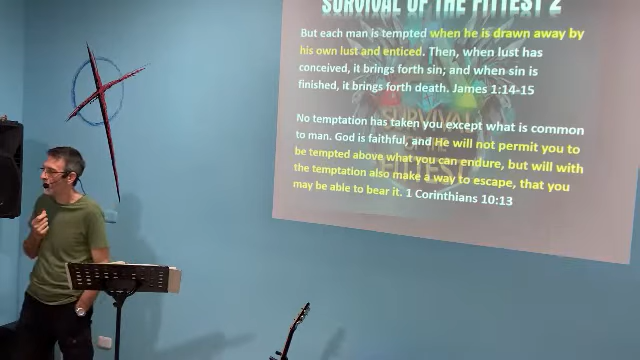 SURVIVAL OF THE FITTEST 2
But each man is tempted when he is drawn away by
his own lust and enticed. Then, when lust has
conceived, it brings forth sin; and when sin is
finished, it brings forth death. James 1:14-15
No temptation has taken you except what is common
to man. God is faithful, and He will not permit you to
be tempted above what you can endure, but will with
the temptation also make a way to escape, that you
may be able to bear it. 1 Corinthians 10:13
SURVIVAL
OF THE
FITTEST